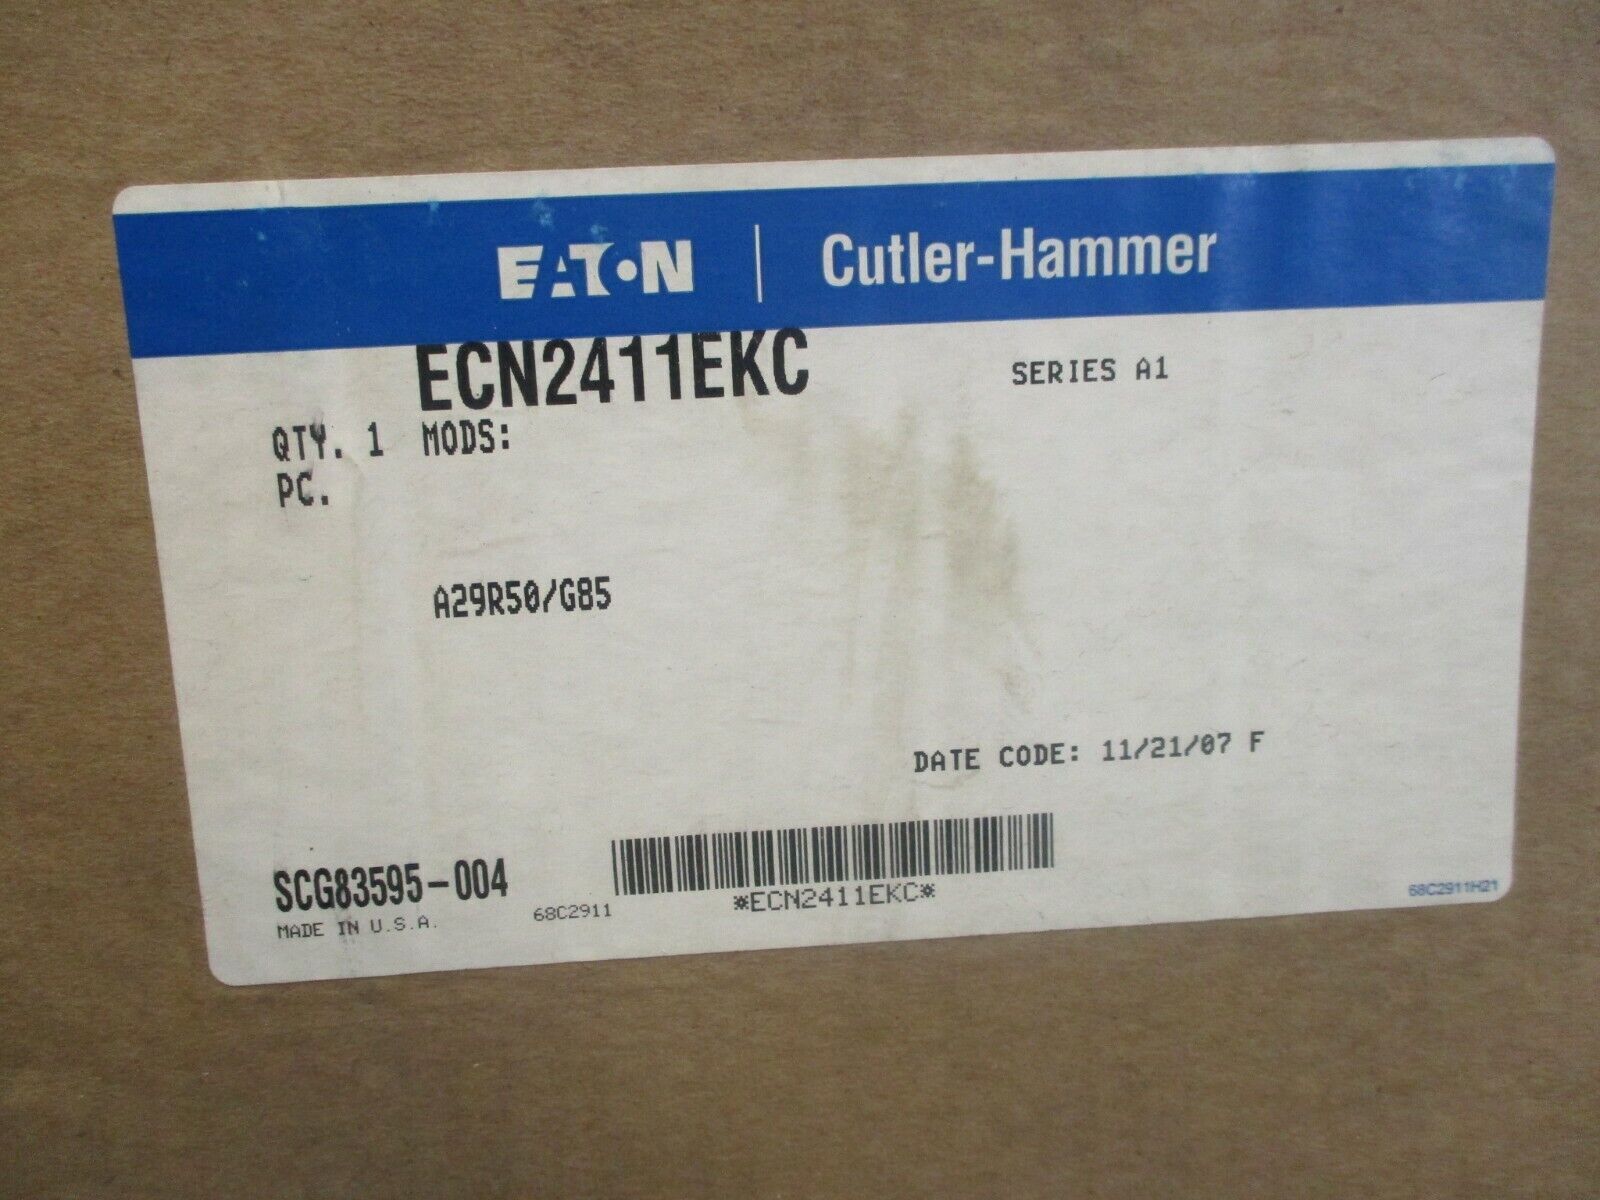 EATON | Cutler-Hammer
ECN2411EKC
SERIES A1
QTY. 1 MODS:
PC.
A29R50/G85
DATE CODE: 11/21/07 F
SCG83595-004
MADE IN U.S.A.
68C2911
*ECN2411EKC*
68C2911H21